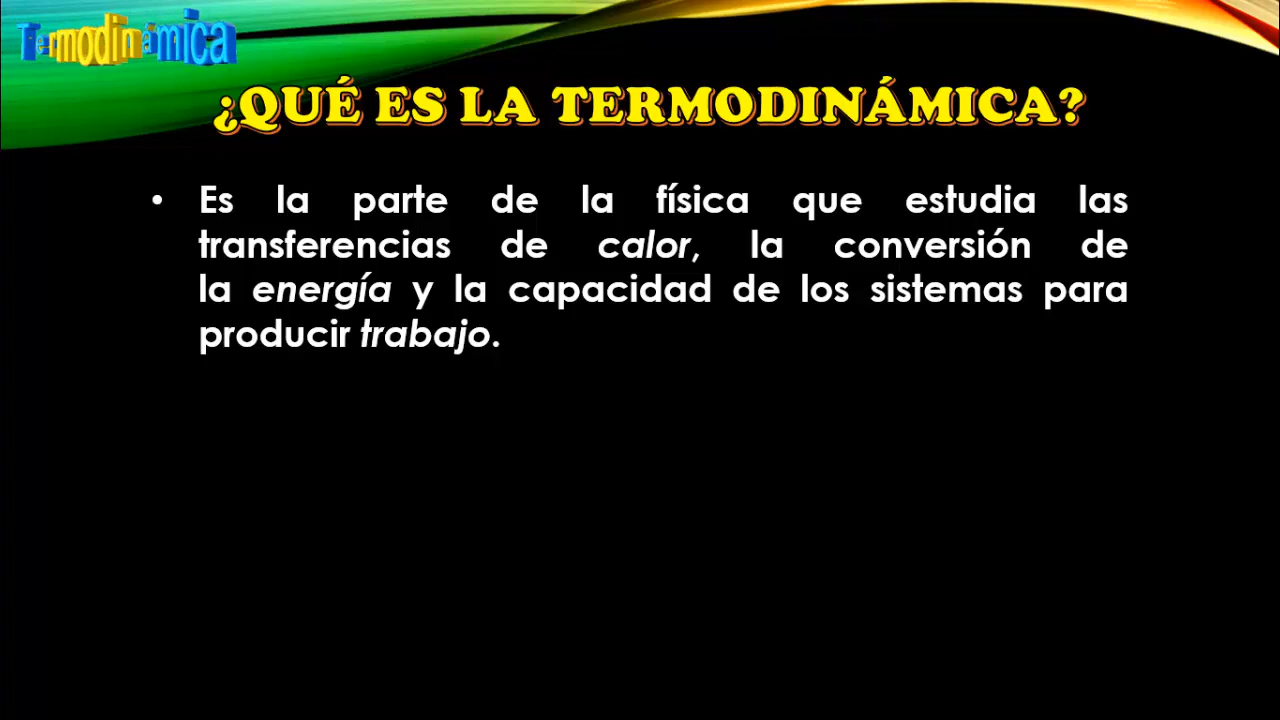 Termodinámica
¿QUÉ ES LA TERMODINÁMICA?
• Es la parte de la física que estudia las
transferencias de calor, la conversión de
la energía y la capacidad de los sistemas para
producir trabajo.